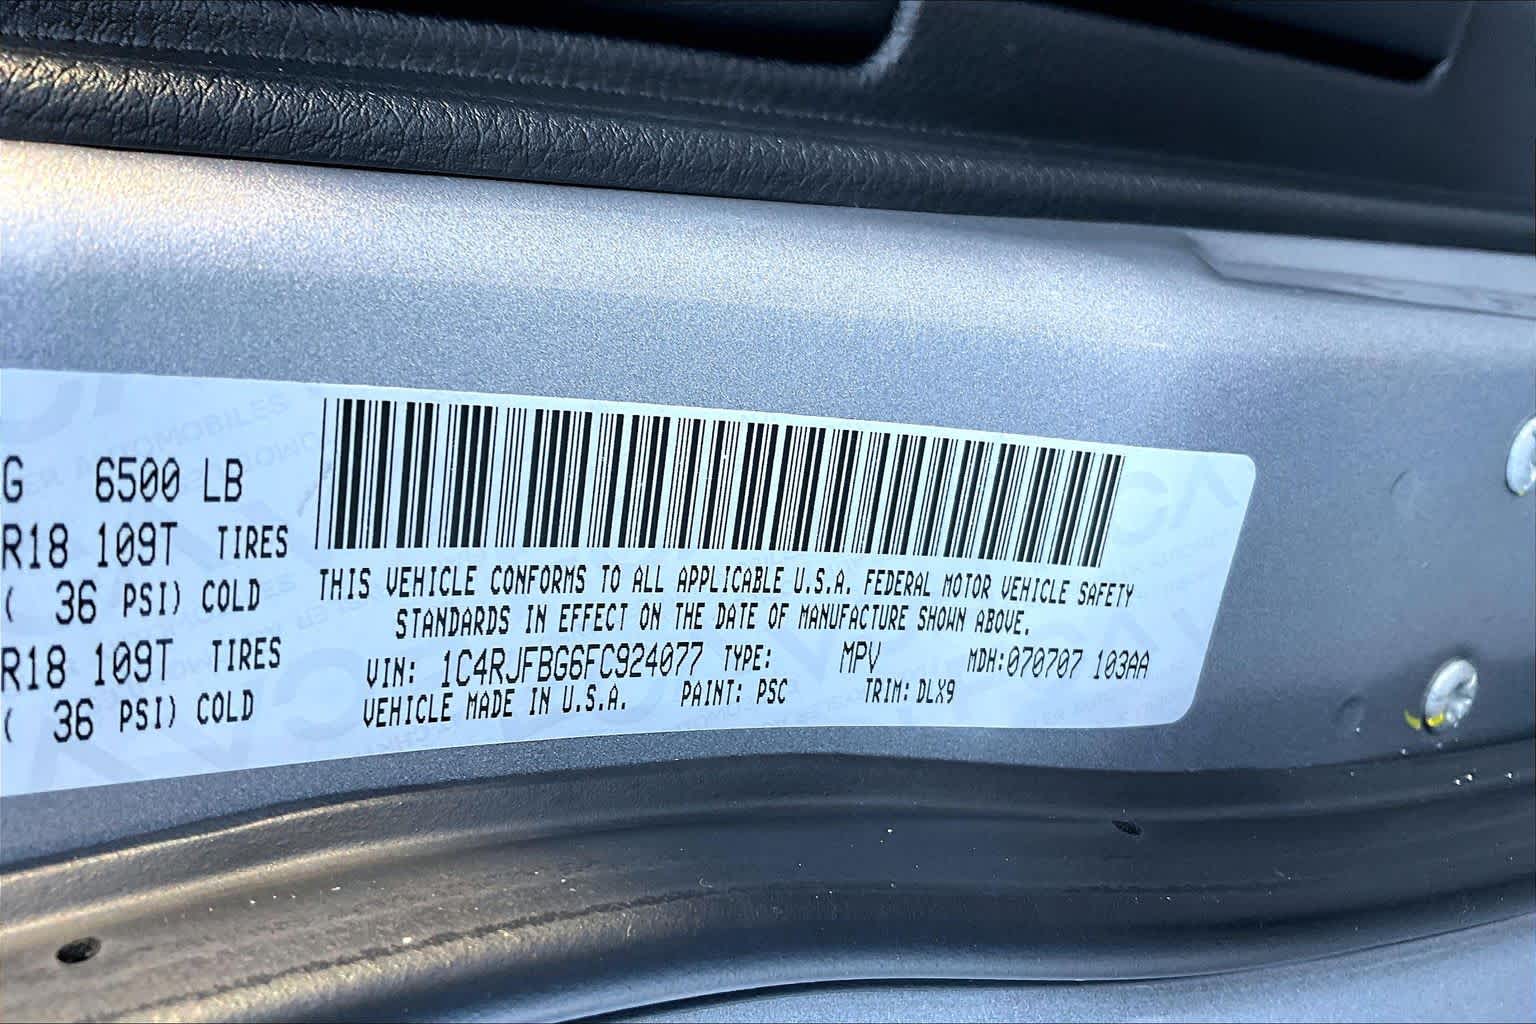 G 6500 LB
R18 109T TIRES
( 36 PSI) COLD
R18 109T TIRES
( 36 PSI) COLD
THIS VEHICLE CONFORMS TO ALL APPLICABLE U.S.A. FEDERAL MOTOR VEHICLE SAFETY
STANDARDS IN EFFECT ON THE DATE OF MANUFACTURE SHOWN ABOVE.
VIN: 1C4RJFBG6FC924077 TYPE: MPV MDH:070707 103AA
VEHICLE MADE IN U.S.A. PAINT: PSC TRIM: DLX9